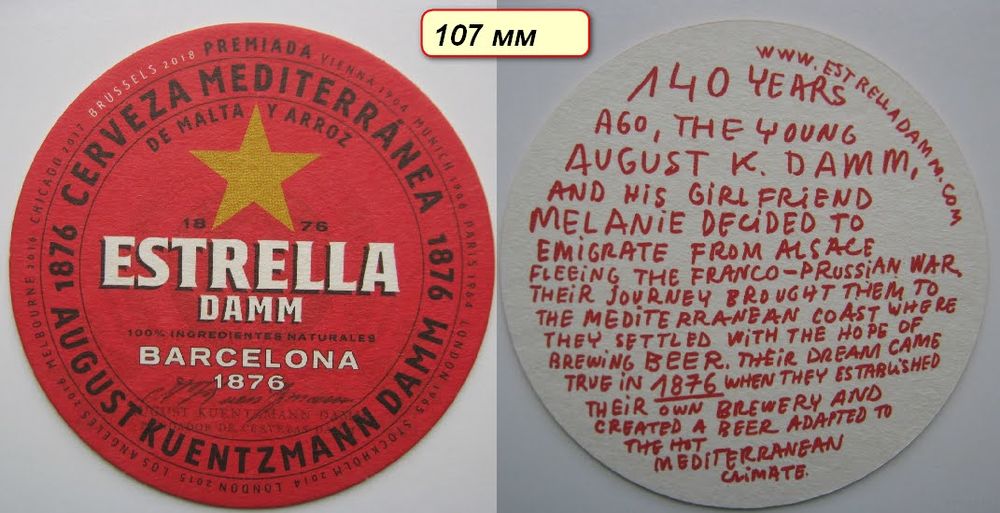 107 мм
BRUSSELS 2018 PREMIADA VIENNA 1904 MUNICH 1906 PARIS 1964 LONDON 1965 STOCKHOLM 2014 LONDON 2015 LOS ANGELES 2016 MELBOURNE 2016 CHICAGO 2017
1876 CERVEZA MEDITERRÁNEA 1876
DE MALTA Y ARROZ
18 76
ESTRELLA
DAMM
100% INGREDIENTES NATURALES
BARCELONA
1876
AUGUST KUENTZMANN DAMM
AUGUST KUENTZMANN DAMM
WWW.ESTRELLADAMM.COM
140 YEARS
AGO, THE YOUNG
AUGUST K. DAMM,
AND HIS GIRLFRIEND
MELANIE DECIDED TO
EMIGRATE FROM ALSACE
FLEEING THE FRANCO-PRUSSIAN WAR,
THEIR JOURNEY BROUGHT THEM TO
THE MEDITERRANEAN COAST WHERE
THEY SETTLED WITH THE HOPE OF
BREWING BEER. THEIR DREAM CAME
TRUE IN 1876 WHEN THEY ESTABLISHED
THEIR OWN BREWERY AND
CREATED A BEER ADAPTED TO
THE HOT
MEDITERRANEAN
CLIMATE.